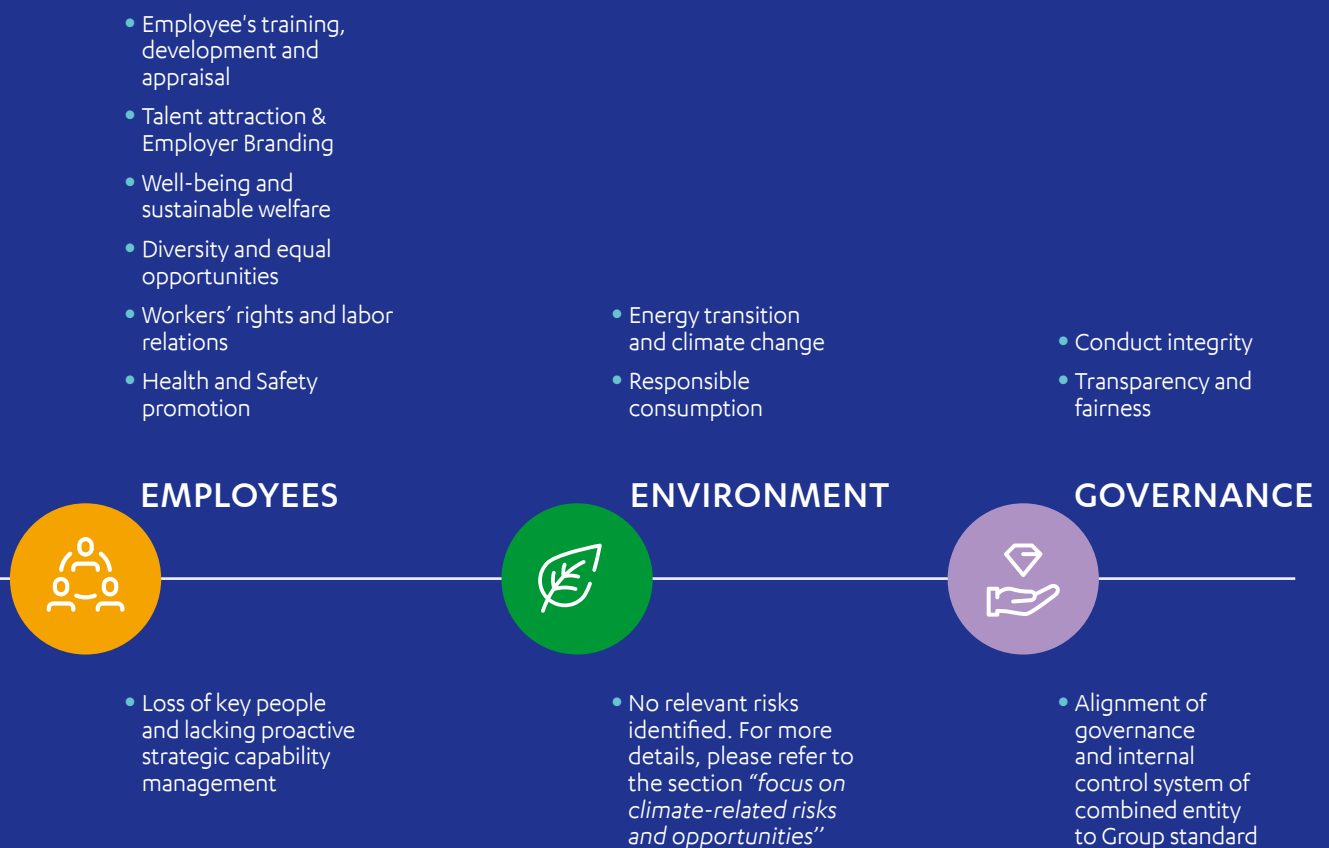 • Employee's training,
development and
appraisal
• Talent attraction &
Employer Branding
• Well-being and
sustainable welfare
• Diversity and equal
opportunities
• Workers’ rights and labor
relations
• Health and Safety
promotion
• Energy transition
and climate change
• Responsible
consumption
• Conduct integrity
• Transparency and
fairness
EMPLOYEES
ENVIRONMENT
GOVERNANCE
• Loss of key people
and lacking proactive
strategic capability
management
• No relevant risks
identified. For more
details, please refer to
the section “focus on
climate-related risks
and opportunities’’
• Alignment of
governance
and internal
control system of
combined entity
to Group standard